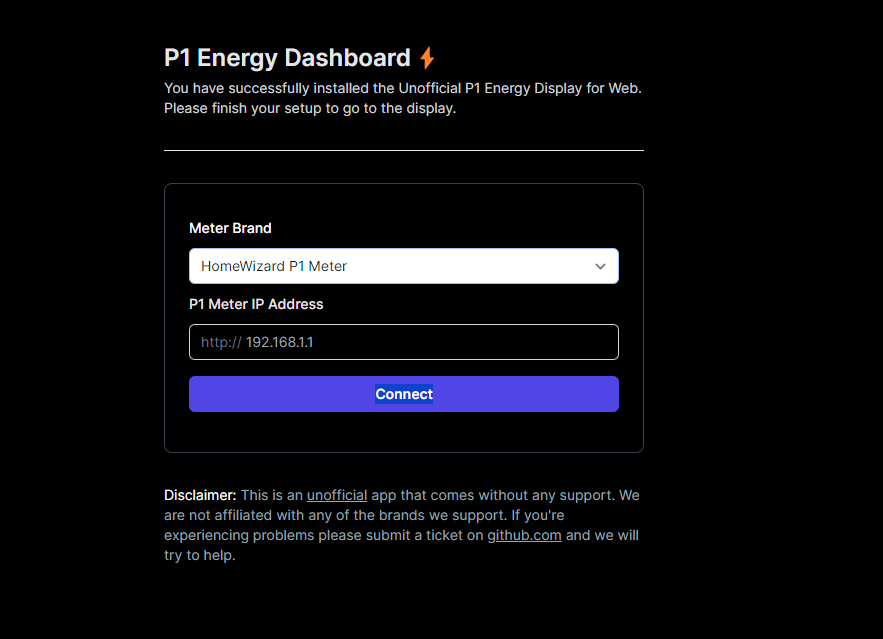 P1 Energy Dashboard ⚡
You have successfully installed the Unofficial P1 Energy Display for Web.
Please finish your setup to go to the display.
Meter Brand
HomeWizard P1 Meter
P1 Meter IP Address
http:// 192.168.1.1
Connect
Disclaimer: This is an unofficial app that comes without any support. We
are not affiliated with any of the brands we support. If you're
experiencing problems please submit a ticket on github.com and we will
try to help.